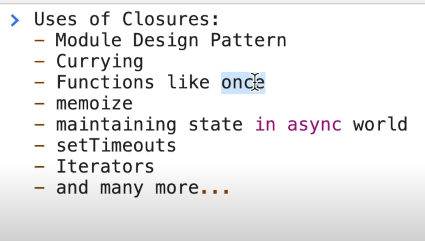 > Uses of Closures:
- Module Design Pattern
- Currying
- Functions like once
- memoize
- maintaining state in async world
- setTimeouts
- Iterators
- and many more...